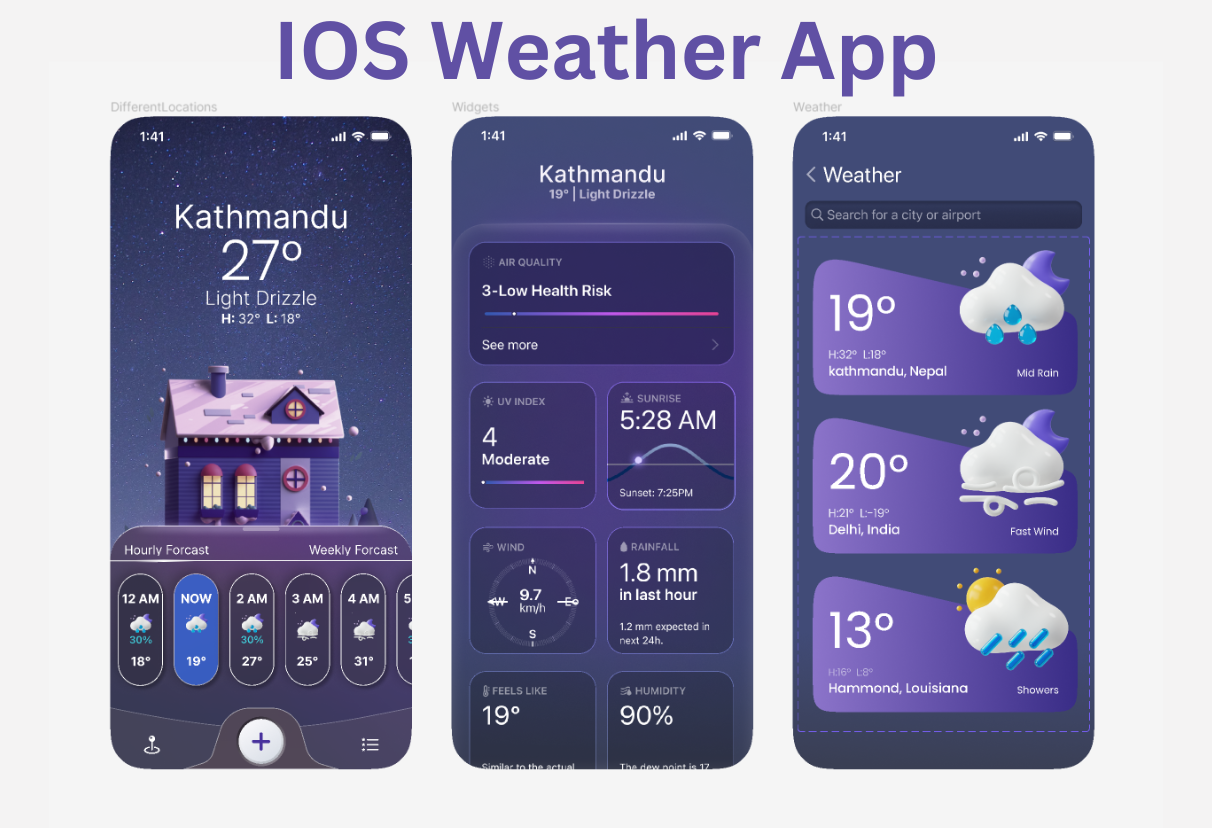 IOS Weather App
DifferentLocations
1:41
Kathmandu
27°
Light Drizzle
H: 32° L: 18°
Hourly Forcast
Weekly Forcast
12 AM
30%
18°
NOW
19°
2 AM
30%
27°
3 AM
25°
4 AM
31°
5
Widgets
1:41
Kathmandu
19° | Light Drizzle
AIR QUALITY
3-Low Health Risk
See more
UV INDEX
4
Moderate
SUNRISE
5:28 AM
Sunset: 7:25PM
WIND
N
W
9.7
km/h
E
S
RAINFALL
1.8 mm
in last hour
1.2 mm expected in
next 24h.
FEELS LIKE
19°
Similar to the actual
HUMIDITY
90%
The dew point is 17
Weather
1:41
Weather
Search for a city or airport
19°
H:32° L:18°
kathmandu, Nepal
Mid Rain
20°
H:21° L:-19°
Delhi, India
Fast Wind
13°
H:16° L:8°
Hammond, Louisiana
Showers